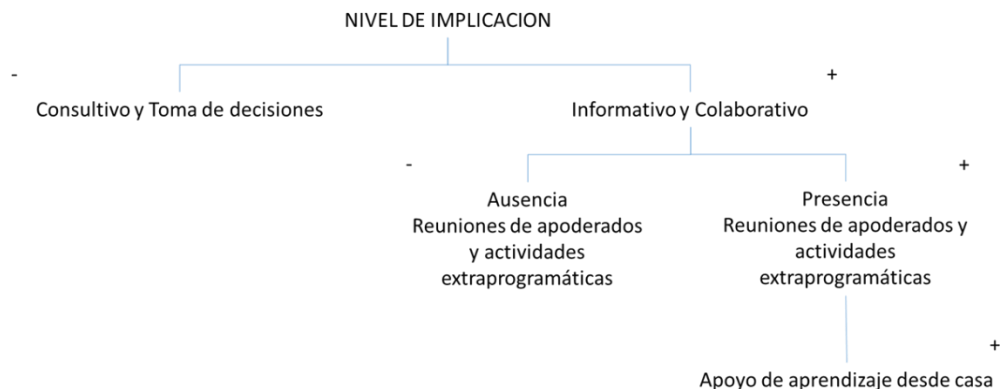 NIVEL DE IMPLICACION
-
+
Consultivo y Toma de decisiones
Informativo y Colaborativo
-
+
Ausencia
Reuniones de apoderados
y actividades
extraprogramáticas
Presencia
Reuniones de apoderados y
actividades
extraprogramáticas
+
Apoyo de aprendizaje desde casa